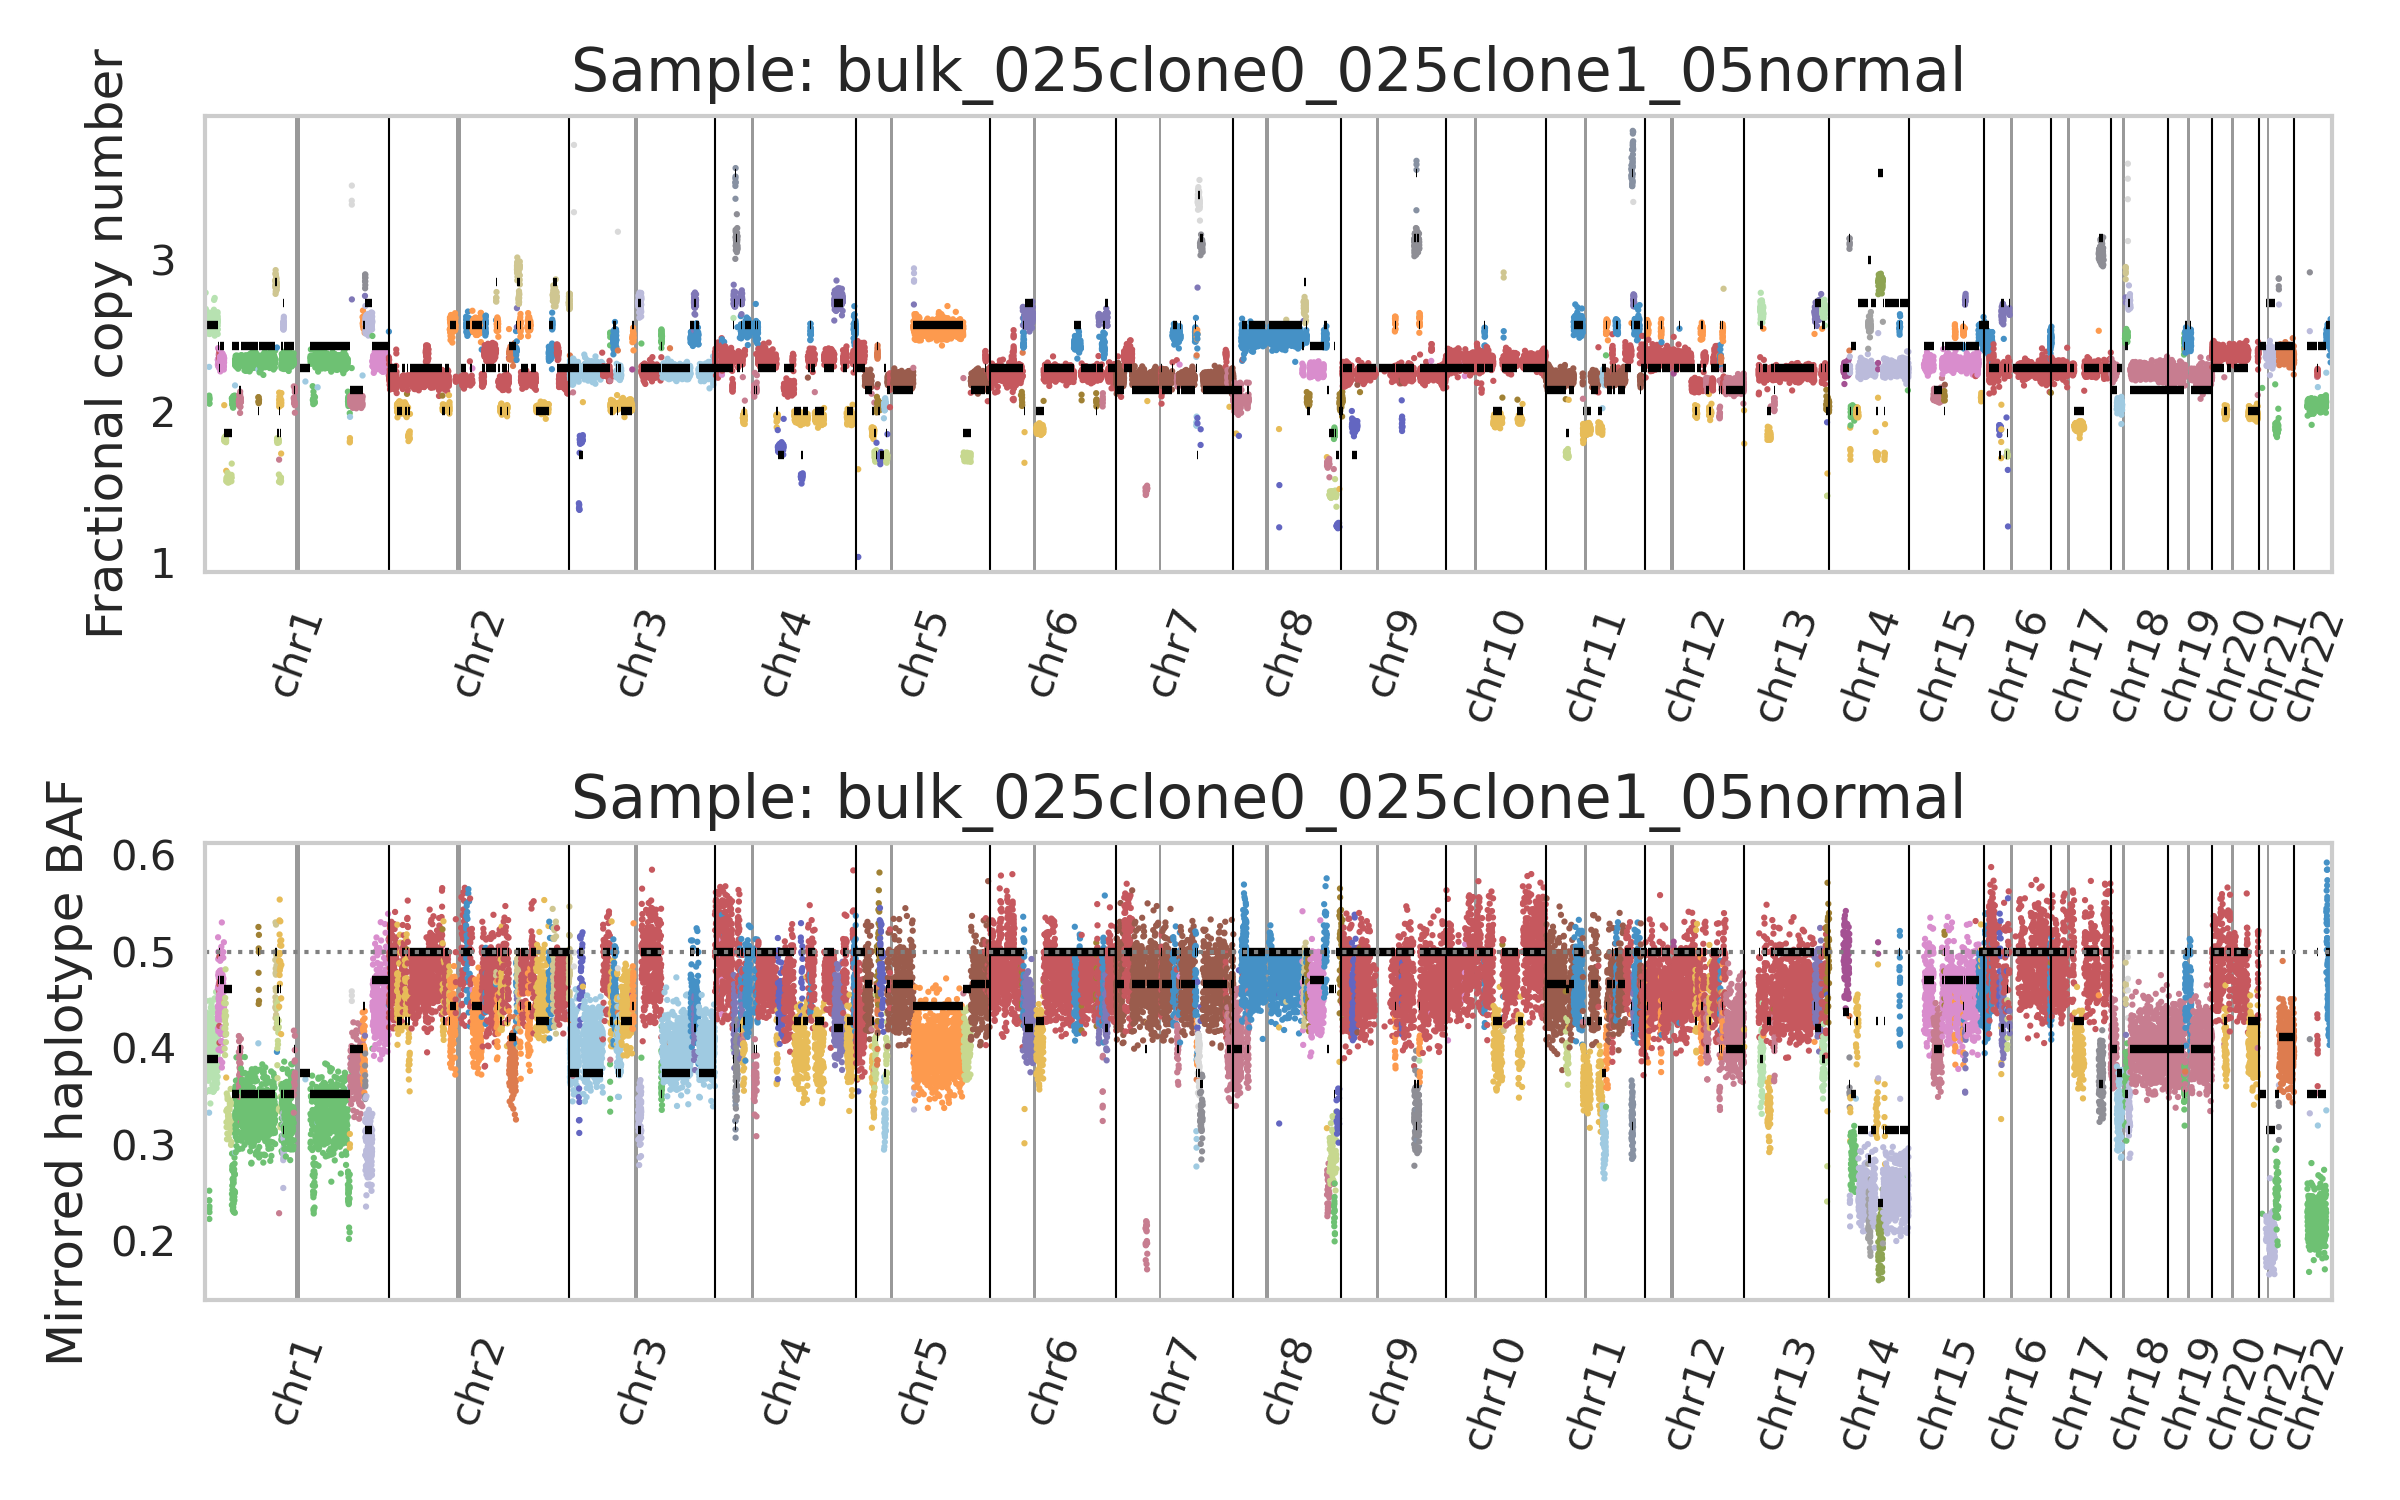 Sample: bulk_025clone0_025clone1_05normal
Fractional copy number
3
2
1
chr1 chr2 chr3 chr4 chr5 chr6 chr7 chr8 chr9 chr10 chr11 chr12 chr13 chr14 chr15 chr16 chr17 chr18 chr19 chr20 chr21 chr22
Sample: bulk_025clone0_025clone1_05normal
Mirrored haplotype BAF
0.6
0.5
0.4
0.3
0.2
chr1 chr2 chr3 chr4 chr5 chr6 chr7 chr8 chr9 chr10 chr11 chr12 chr13 chr14 chr15 chr16 chr17 chr18 chr19 chr20 chr21 chr22